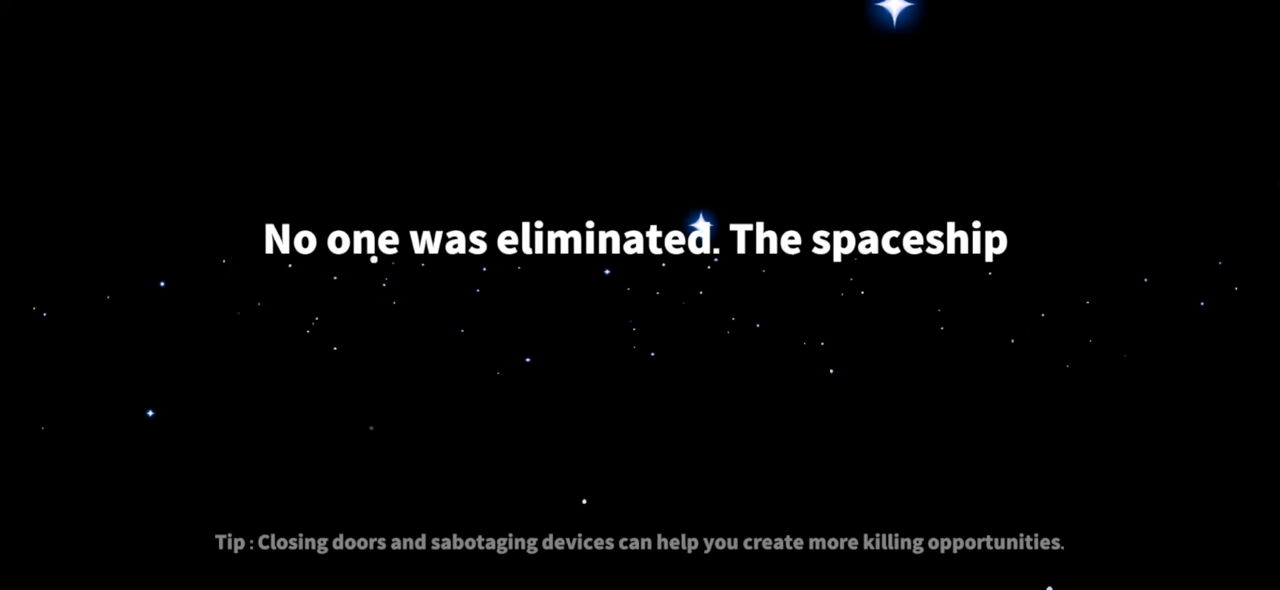 No one was eliminated. The spaceship
Tip : Closing doors and sabotaging devices can help you create more killing opportunities.